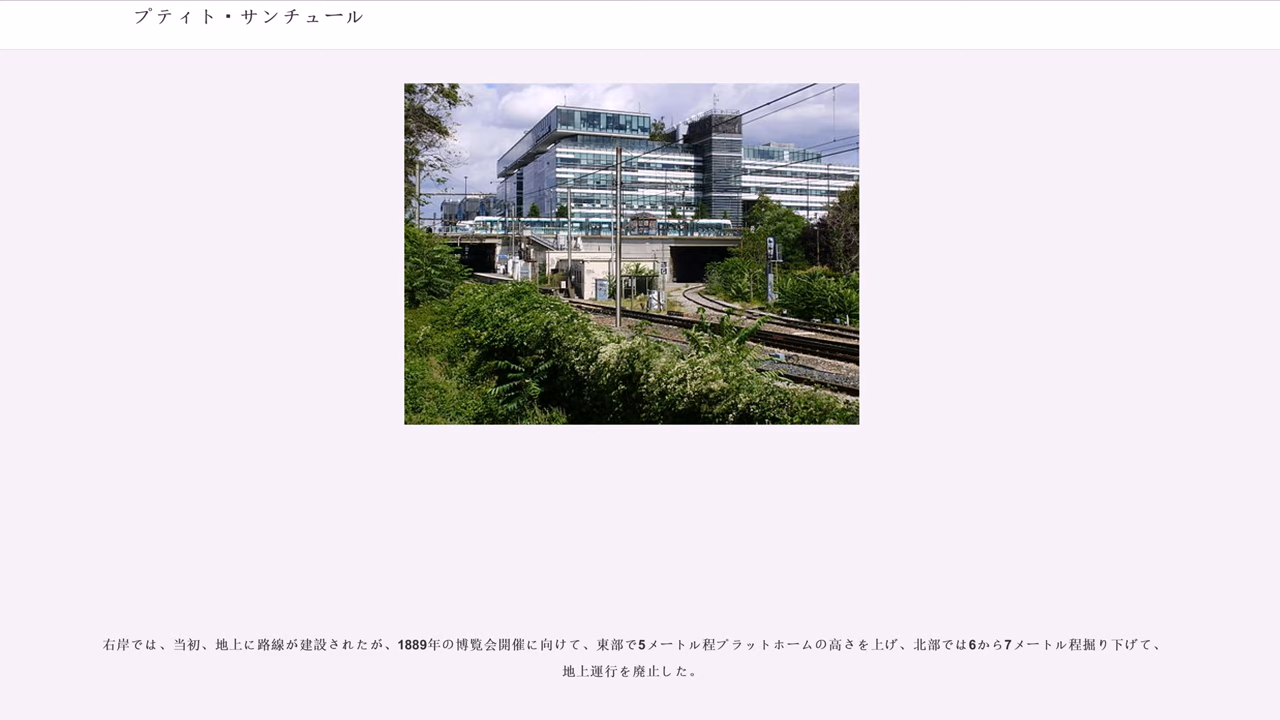 プティト・サンチュール
右岸では、当初、地上に路線が建設されたが、1889年の博覧会開催に向けて、東部で5メートル程プラットホームの高さを上げ、北部では6から7メートル程掘り下げて、
地上運行を廃止した。